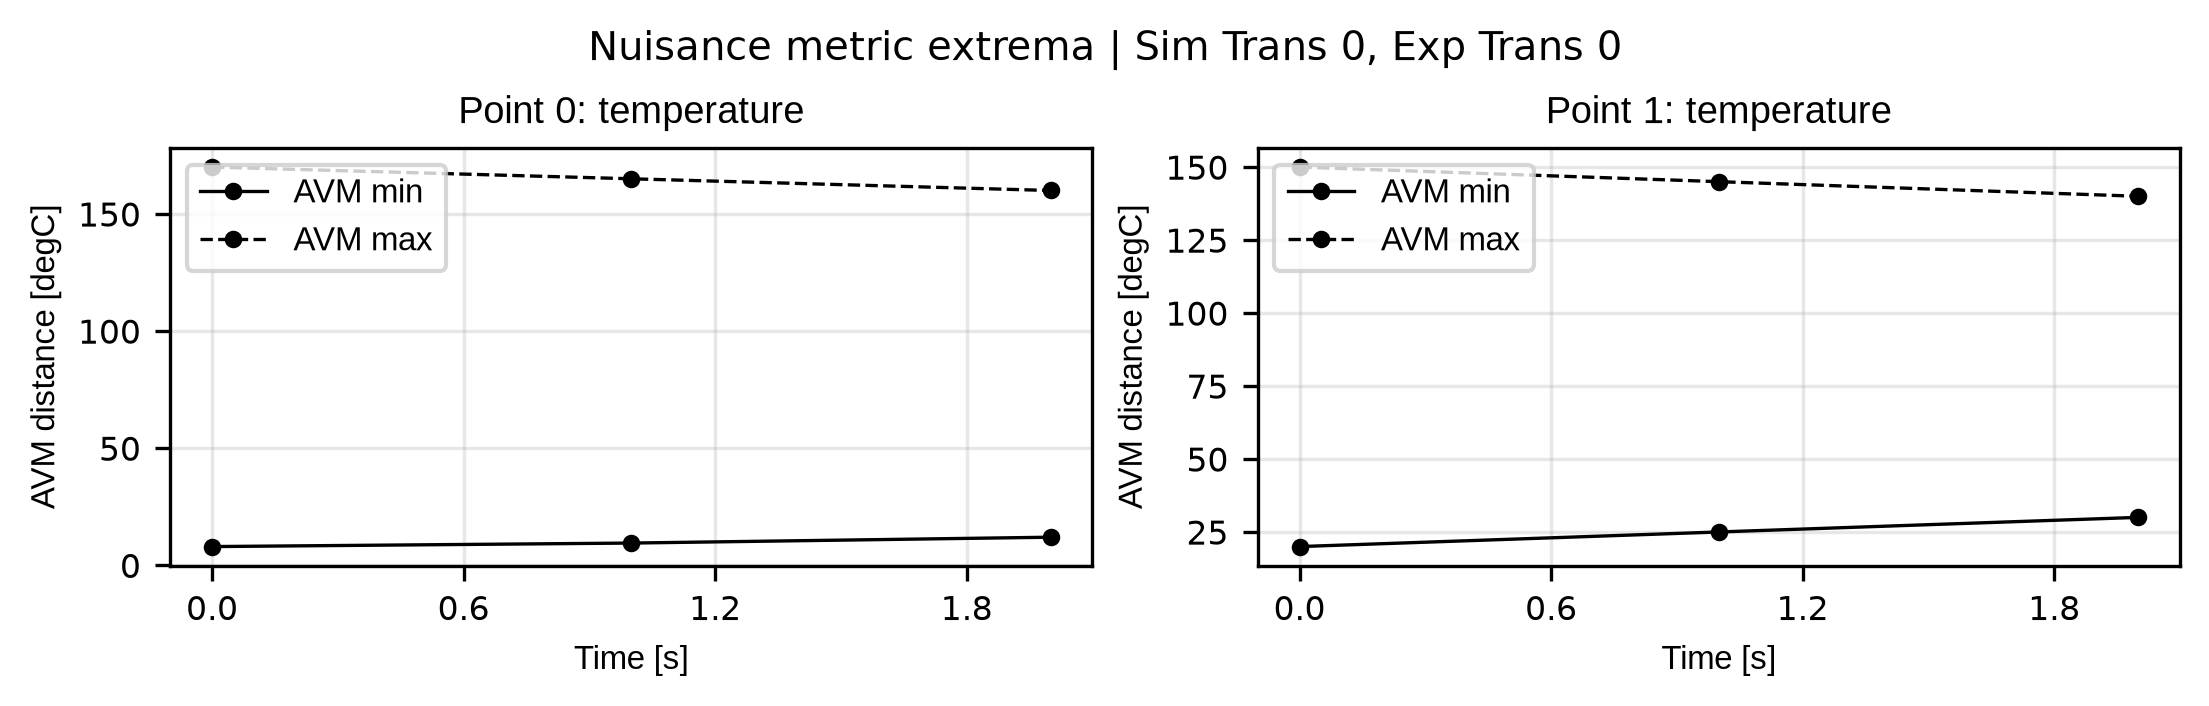 Nuisance metric extrema | Sim Trans 0, Exp Trans 0
Point 0: temperature
AVM distance [degC]
150
100
50
0
AVM min
AVM max
0.0 0.6 1.2 1.8
Time [s]
Point 1: temperature
AVM distance [degC]
150
125
100
75
50
25
AVM min
AVM max
0.0 0.6 1.2 1.8
Time [s]